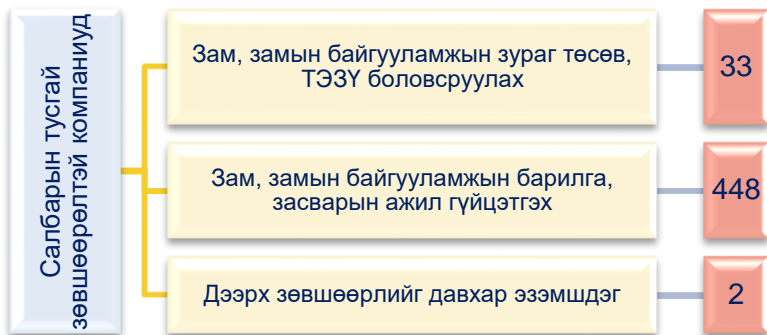 Салбарын тусгай
зөвшөөрөлтэй компаниуд
Зам, замын байгууламжын зураг төсөв,
ТЭЗҮ боловсруулах
33
Зам, замын байгууламжын барилга,
засварын ажил гүйцэтгэх
448
Дээрх зөвшөөрлийг давхар эзэмшдэг
2